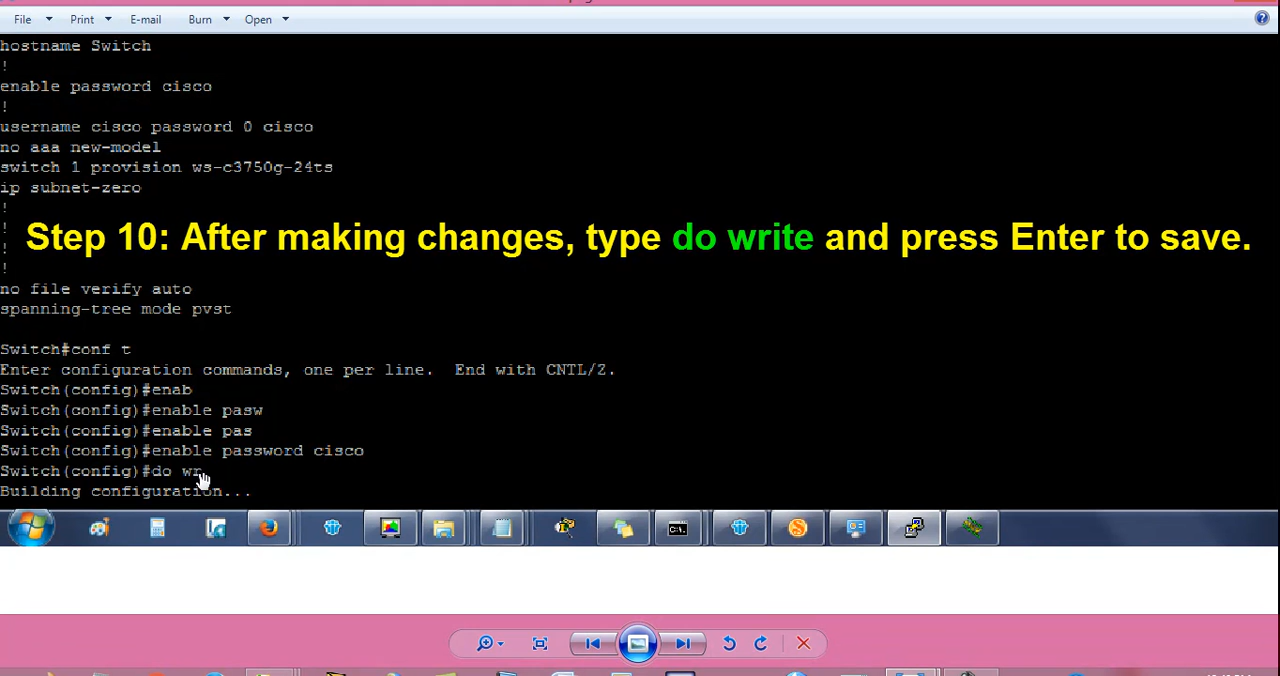 File Print E-mail Burn Open
hostname Switch
!
enable password cisco
!
username cisco password 0 cisco
no aaa new-model
switch 1 provision ws-c3750g-24ts
ip subnet-zero
!
!
Step 10: After making changes, type do write and press Enter to save.
!
!
no file verify auto
spanning-tree mode pvst
Switch#conf t
Enter configuration commands, one per line.  End with CNTL/Z.
Switch(config)#enab
Switch(config)#enable pasw
Switch(config)#enable pas
Switch(config)#enable password cisco
Switch(config)#do wr
Building configuration...
C:\.